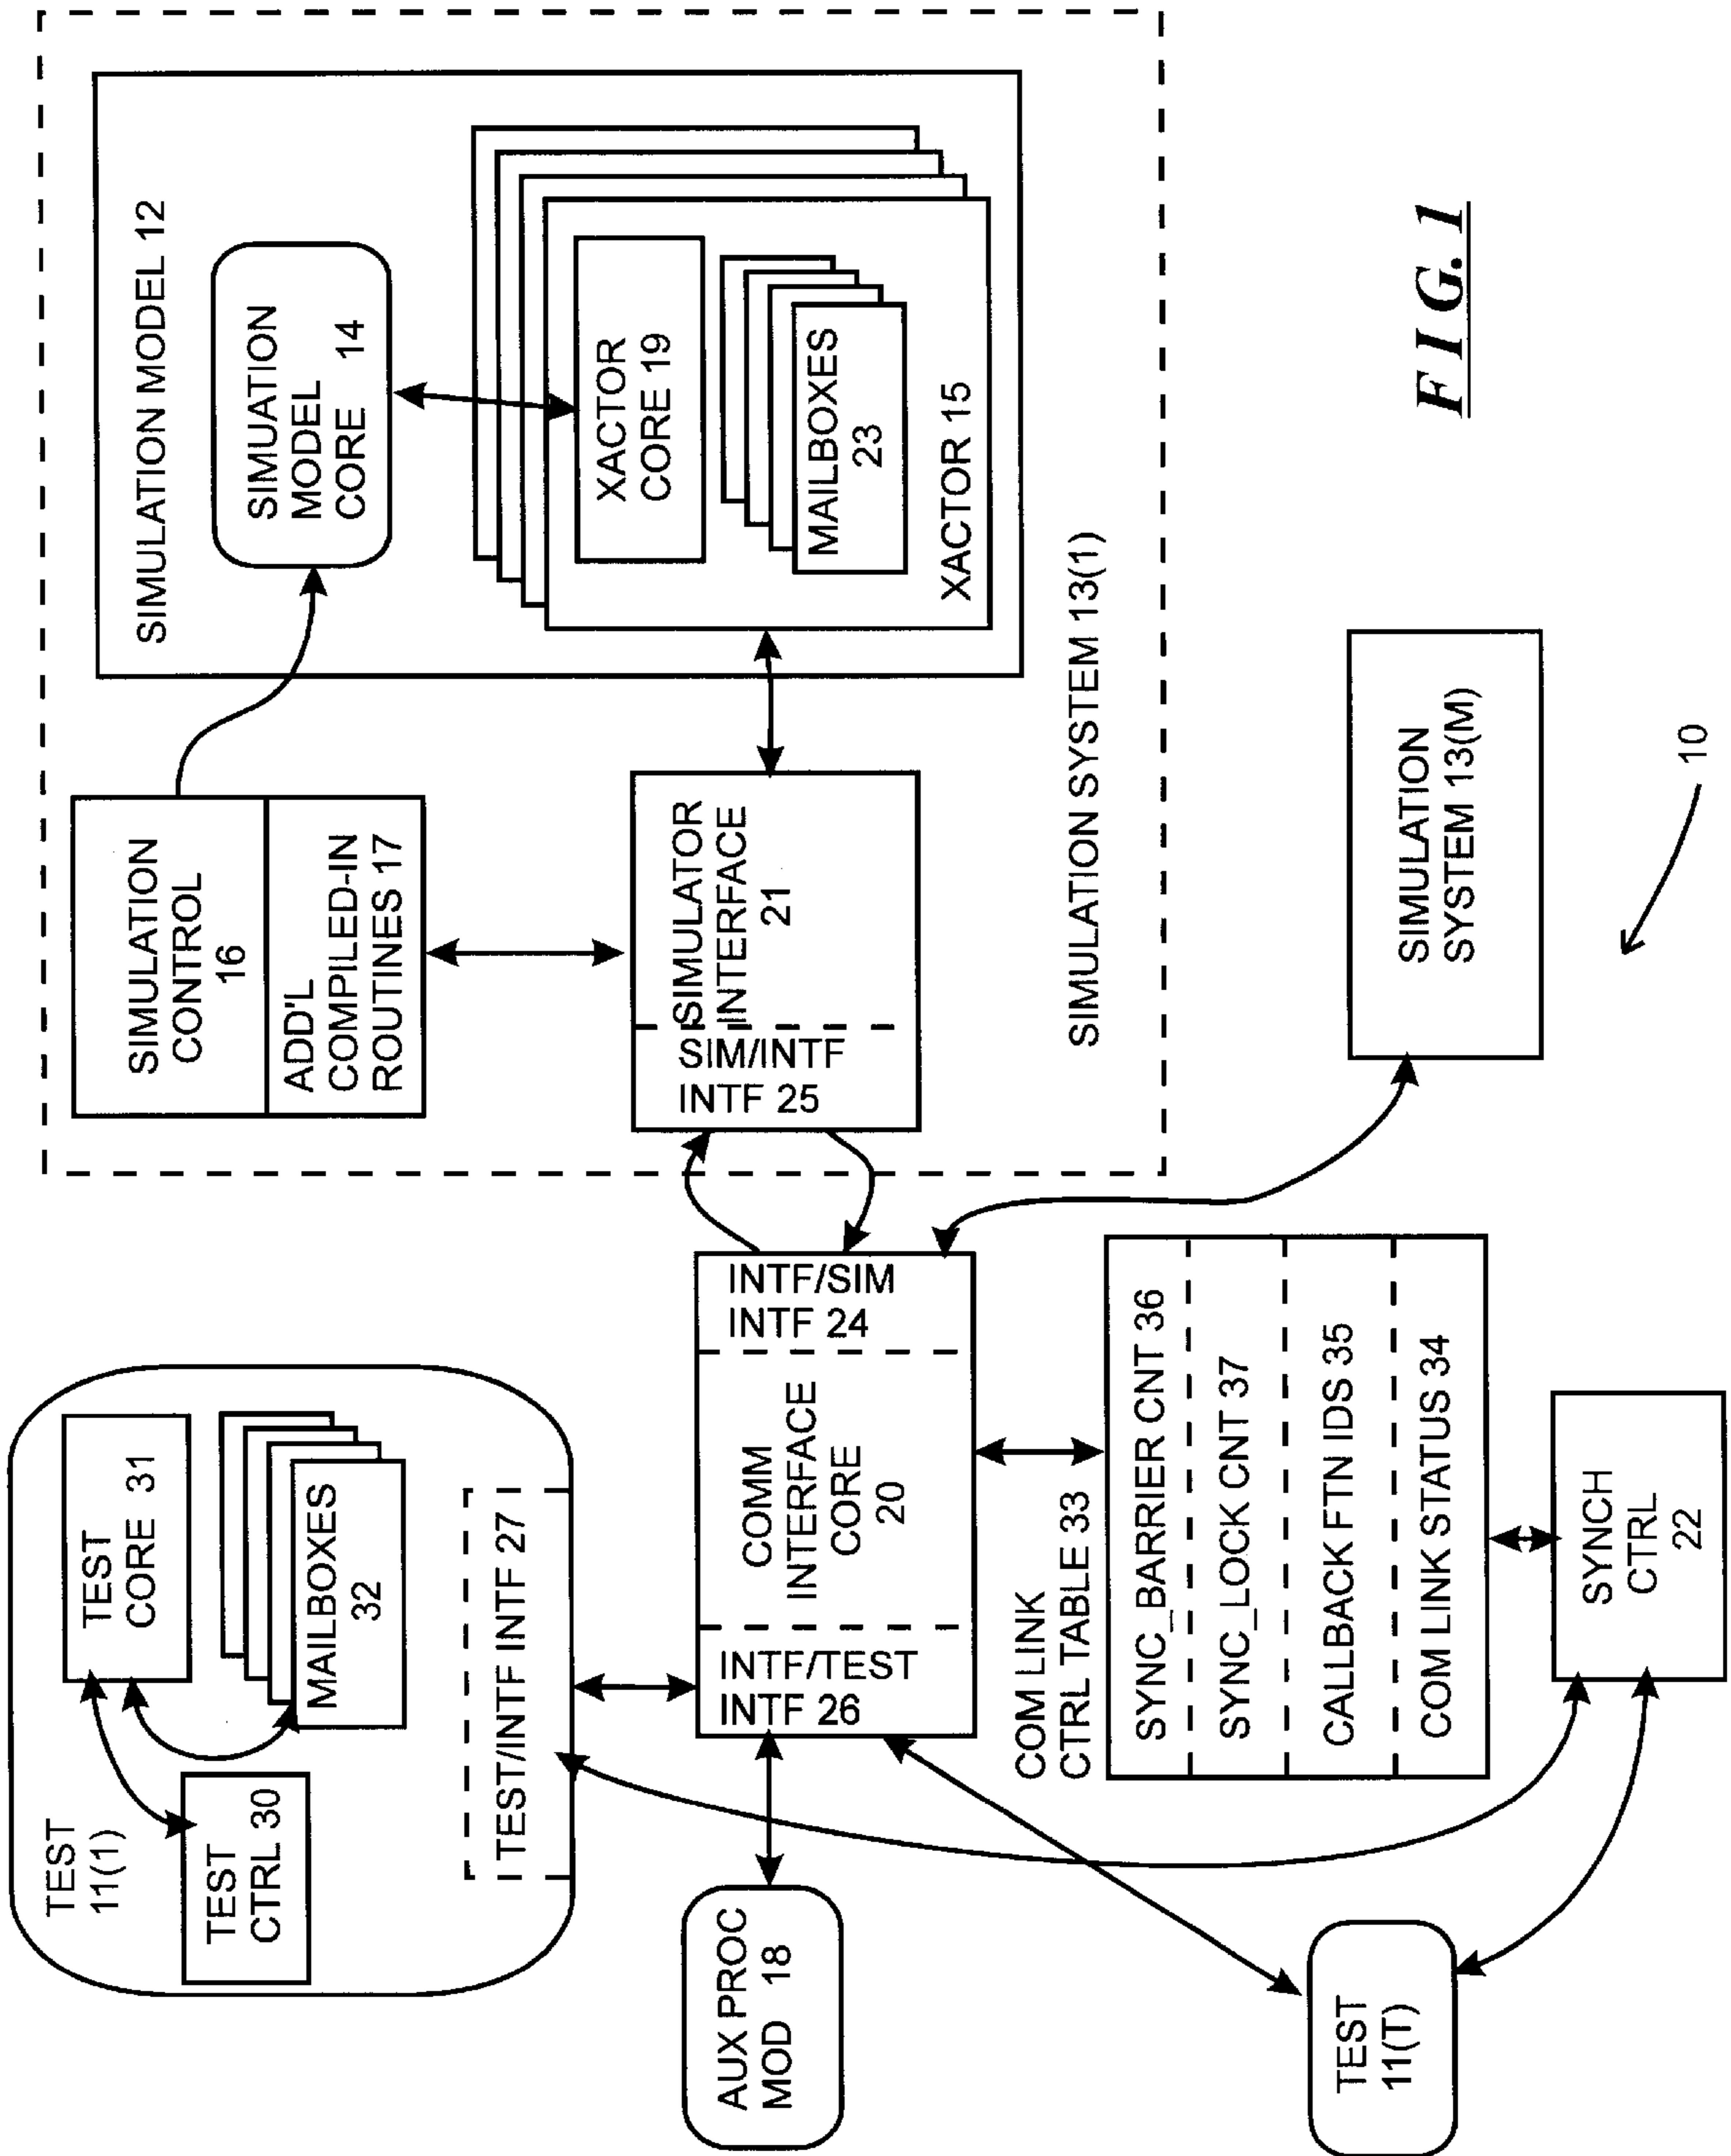 TEST
11(1)
TEST
CTRL 30
TEST
CORE 31
MAILBOXES
32
TEST/INTF INTF 27
SIMULATION
CONTROL
16
ADD'L
COMPILED-IN
ROUTINES 17
SIMULATION MODEL 12
SIMUATION
MODEL
CORE 14
XACTOR
CORE 19
MAILBOXES
23
XACTOR 15
SIMULATOR
INTERFACE
21
SIM/INTF
INTF 25
SIMULATION SYSTEM 13(1)
AUX PROC
MOD 18
INTF/TEST
INTF 26
COMM
INTERFACE
CORE
20
INTF/SIM
INTF 24
COM LINK
CTRL TABLE 33
SYNC_BARRIER CNT 36
SYNC_LOCK CNT 37
CALLBACK FTN IDS 35
COM LINK STATUS 34
TEST
11(T)
SYNCH
CTRL
22
SIMULATION
SYSTEM 13(M)
10
FIG. 1